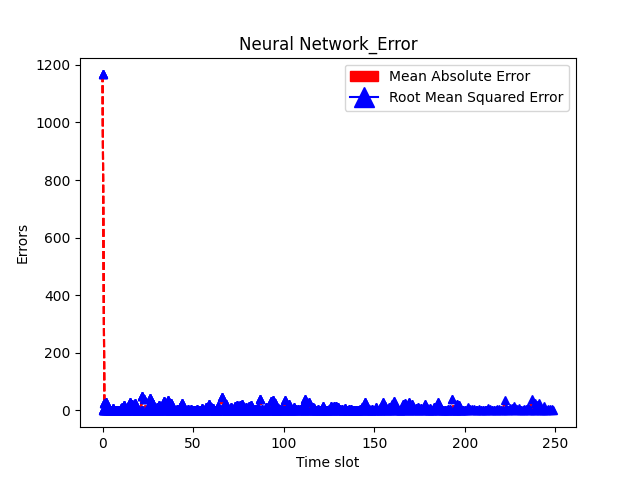 Neural Network_Error
1200
1000
800
600
400
200
0
Errors
Mean Absolute Error
Root Mean Squared Error
0 50 100 150 200 250
Time slot